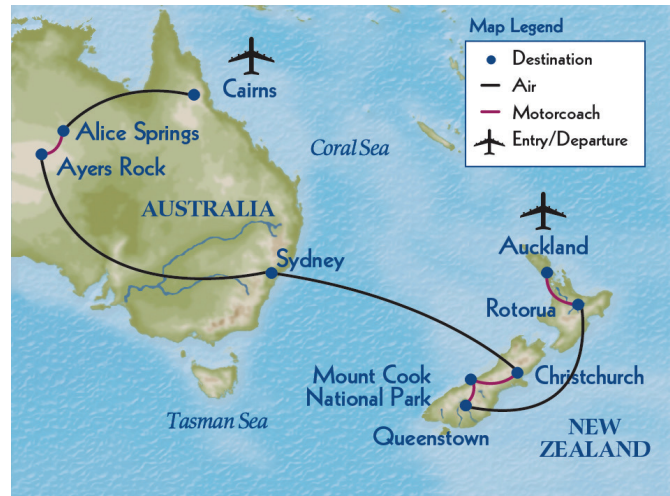 Map Legend
Destination
Air
Motorcoach
Entry/Departure
Cairns
Alice Springs
Ayers Rock
Coral Sea
AUSTRALIA
Sydney
Auckland
Rotorua
Mount Cook
National Park
Christchurch
Queenstown
Tasman Sea
NEW
ZEALAND